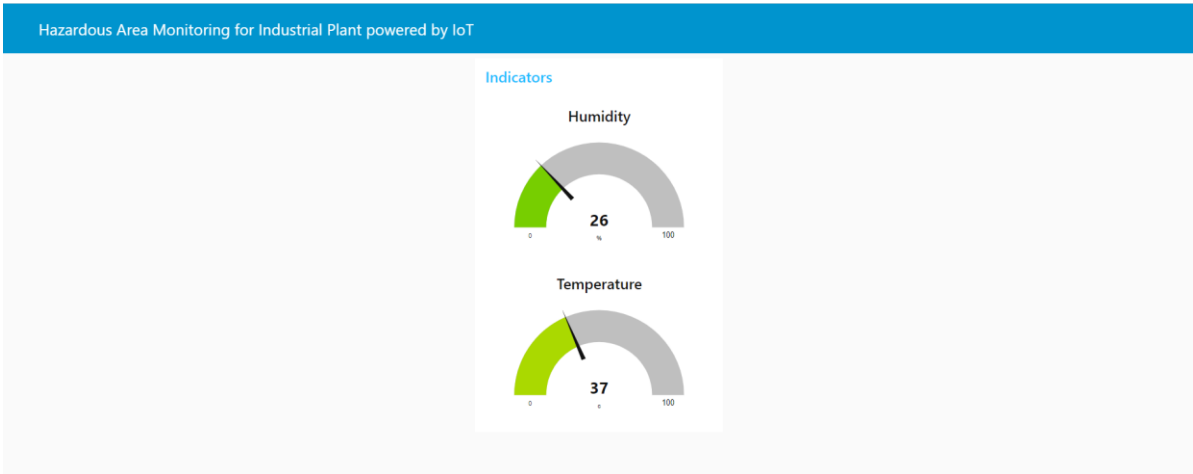 Hazardous Area Monitoring for Industrial Plant powered by IoT
Indicators
Humidity
26
%
0
100
Temperature
37
0
100